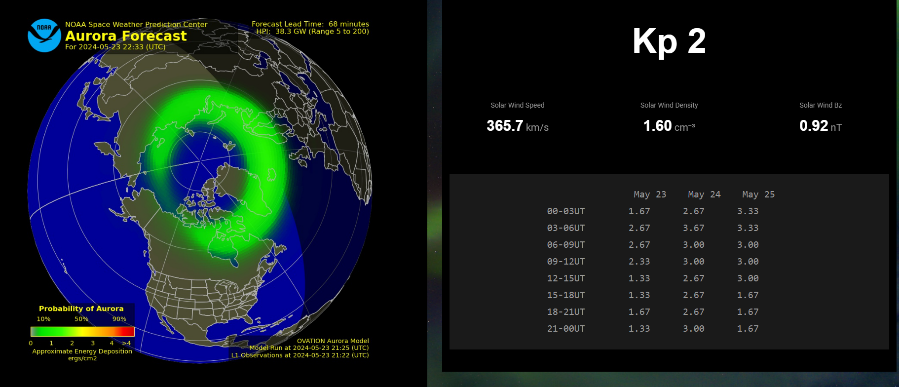 NOAA
NOAA Space Weather Prediction Center
Aurora Forecast
For 2024-05-23 22:33 (UTC)
Forecast Lead Time: 68 minutes
HPI: 38.3 GW (Range 5 to 200)
Probability of Aurora
10% 50% 90%
0 1 2 3 >4
Approximate Energy Deposition
ergs/cm2
OVATION Aurora Model
Model Run at 2024-05-23 21:25 (UTC)
L1 Observations at 2024-05-23 21:22 (UTC)
Kp 2
Solar Wind Speed Solar Wind Density Solar Wind Bz
365.7 km/s 1.60 cm⁻³ 0.92 nT
May 23 May 24 May 25
00-03UT 1.67 2.67 3.33
03-06UT 2.67 3.67 3.33
06-09UT 2.67 3.00 3.00
09-12UT 2.33 3.00 3.00
12-15UT 1.33 2.67 3.00
15-18UT 1.33 2.67 1.67
18-21UT 1.67 2.67 1.67
21-00UT 1.33 3.00 1.67